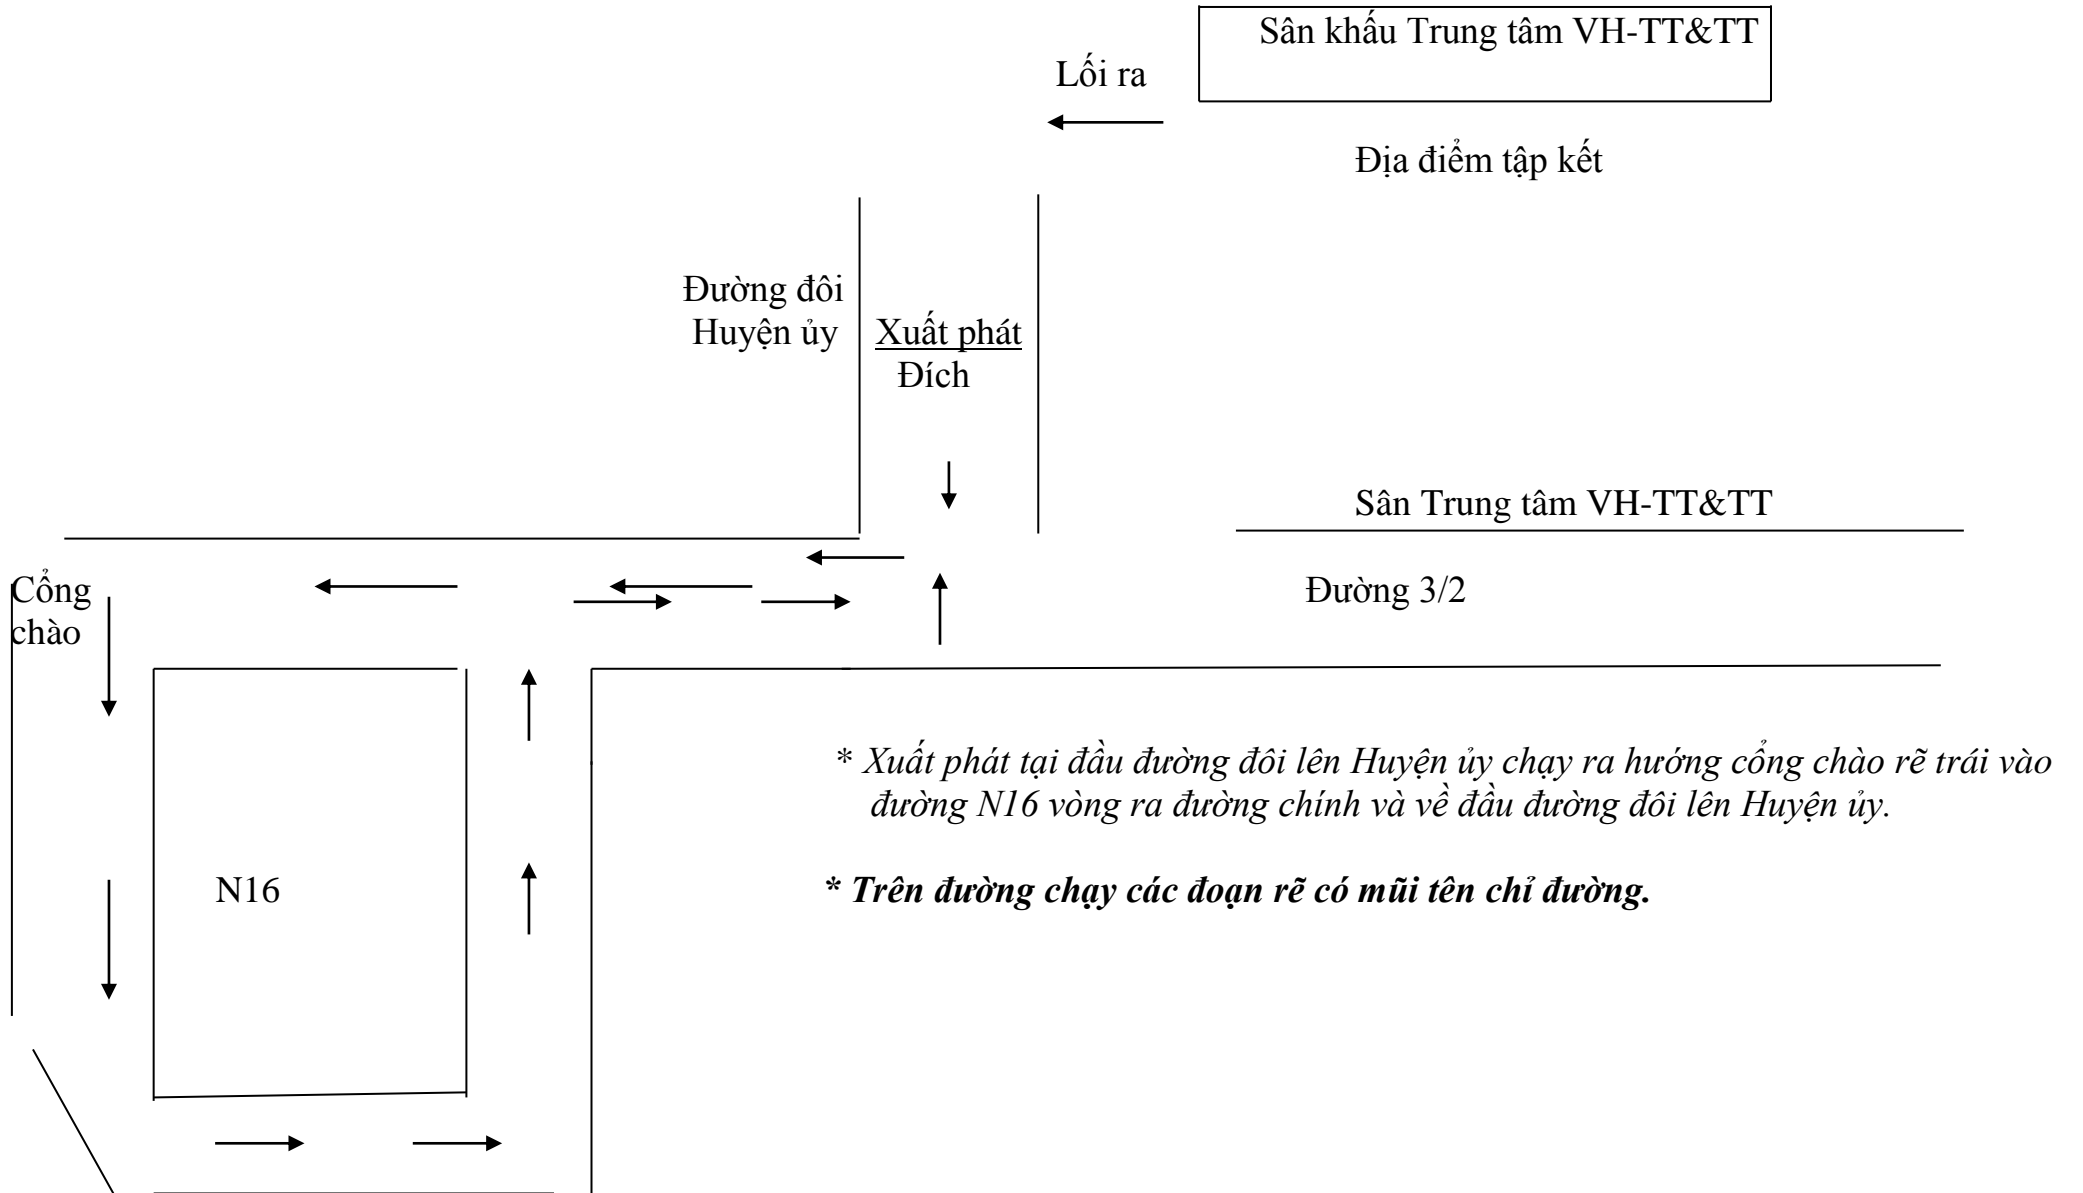 Sân khấu Trung tâm VH-TT&TT
Lối ra
Địa điểm tập kết
Đường đôi
Huyện ủy
Xuất phát
Đích
Sân Trung tâm VH-TT&TT
Cổng
chào
Đường 3/2
* Xuất phát tại đầu đường đôi lên Huyện ủy chạy ra hướng cổng chào rẽ trái vào
đường N16 vòng ra đường chính và về đầu đường đôi lên Huyện ủy.
N16
* Trên đường chạy các đoạn rẽ có mũi tên chỉ đường.